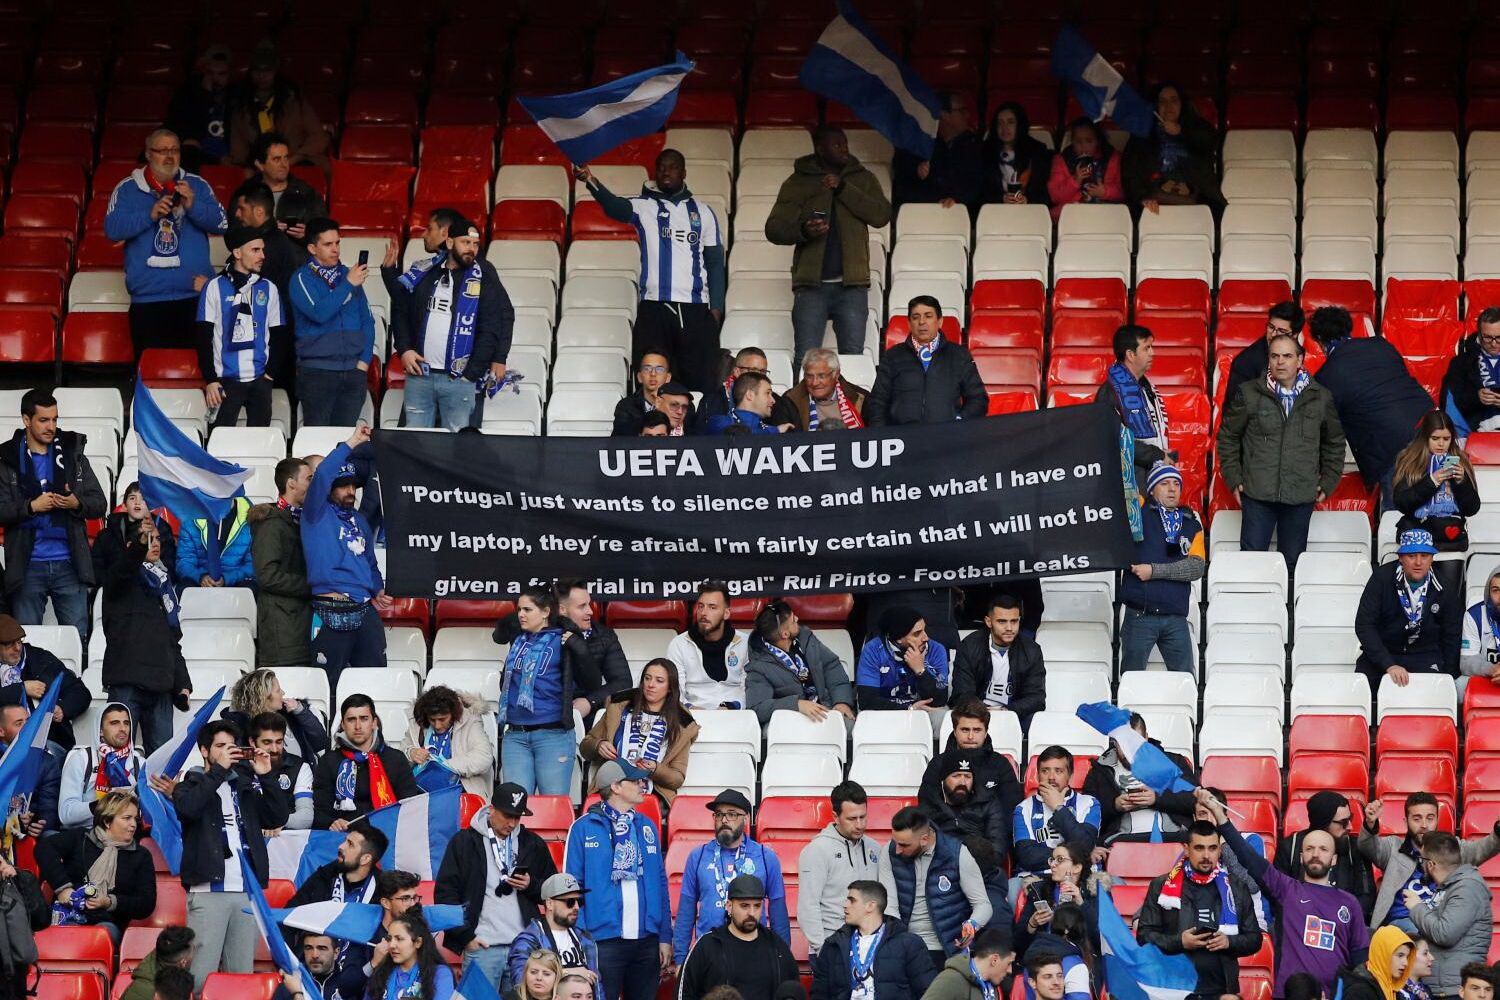 UEFA WAKE UP
"Portugal just wants to silence me and hide what I have on
my laptop, they´re afraid. I'm fairly certain that I will not be
given a trial in portugal" Rui Pinto - Football Leaks
F.C.